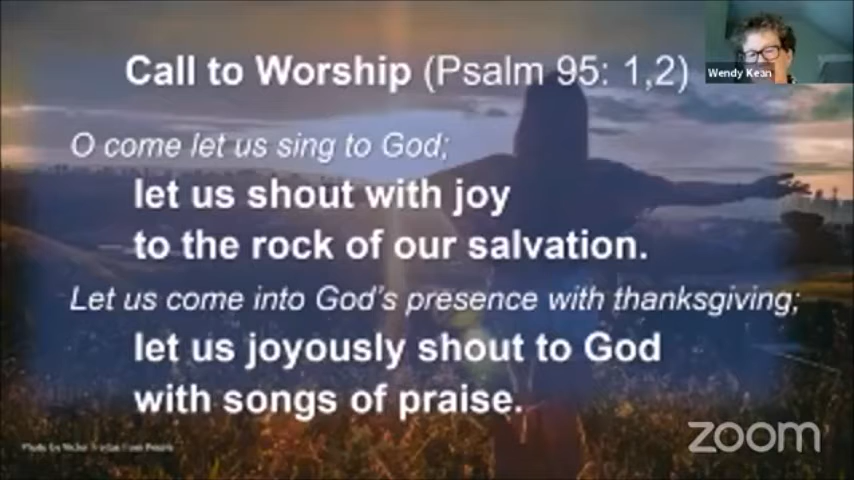 Call to Worship (Psalm 95: 1,2)
Wendy Kean
O come let us sing to God;
let us shout with joy
to the rock of our salvation.
Let us come into God's presence with thanksgiving;
let us joyously shout to God
with songs of praise.
Photo by
zoom